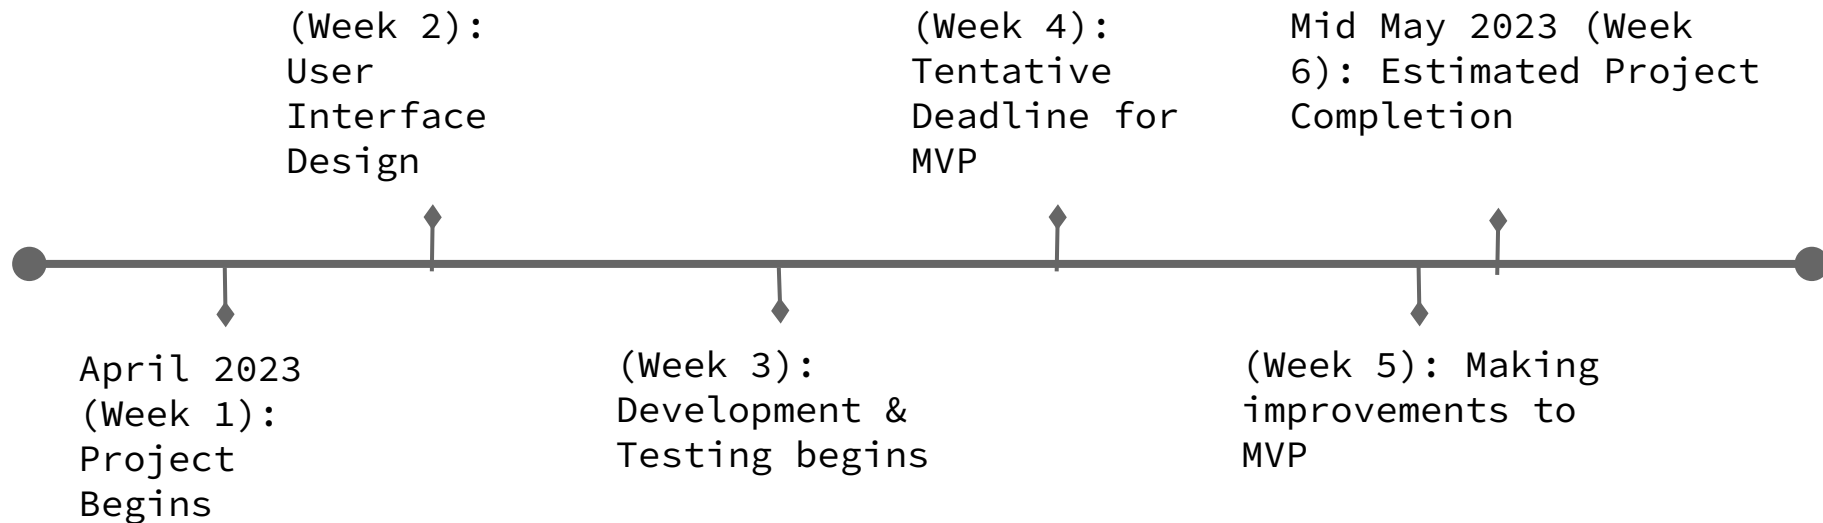 (Week 2):
User
Interface
Design
(Week 4):
Tentative
Deadline for
MVP
Mid May 2023 (Week
6): Estimated Project
Completion
April 2023
(Week 1):
Project
Begins
(Week 3):
Development &
Testing begins
(Week 5): Making
improvements to
MVP